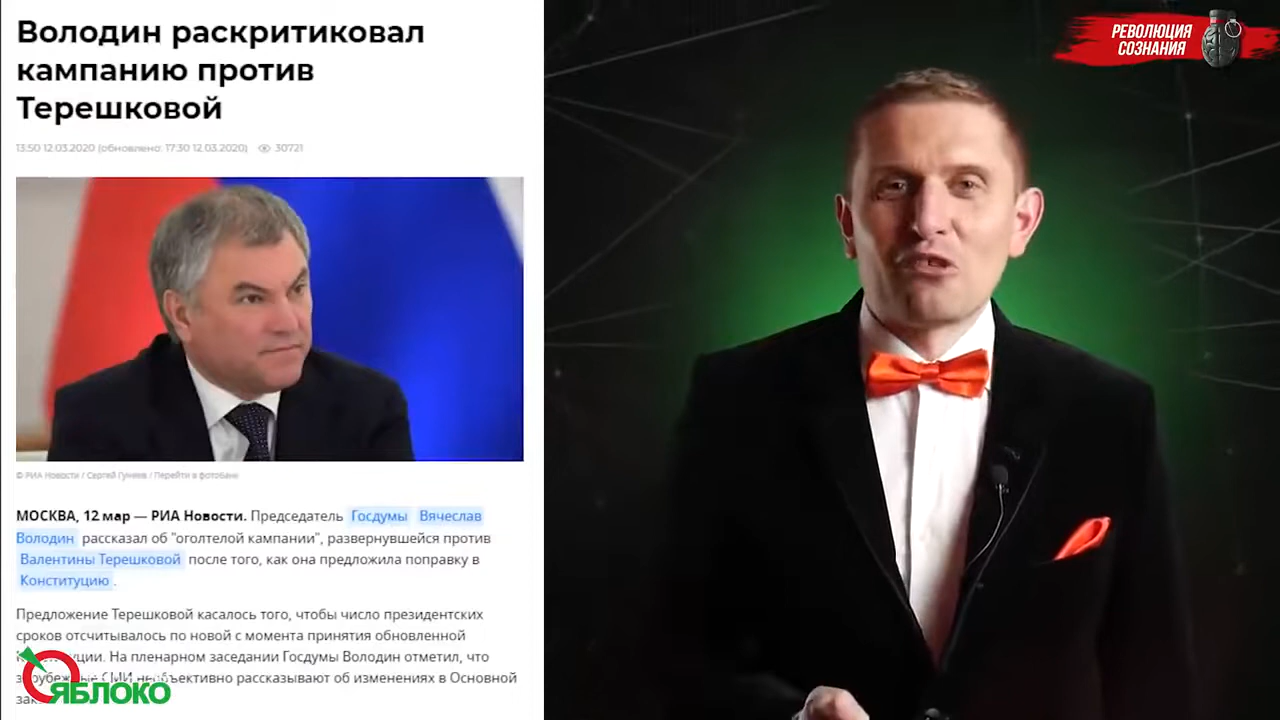 Володин раскритиковал
кампанию против
Терешковой
13:50 12.03.2020 (обновлено: 17:30 12.03.2020) 30721
© РИА Новости / Сергей Гунеев / Перейти в фотобанк
МОСКВА, 12 мар — РИА Новости. Председатель Госдумы Вячеслав
Володин рассказал об "оголтелой кампании", развернувшейся против
Валентины Терешковой после того, как она предложила поправку в
Конституцию.
Предложение Терешковой касалось того, чтобы число президентских
сроков отсчитывалось по новой с момента принятия обновленной
На пленарном заседании Госдумы Володин отметил, что
СМИ необъективно рассказывают об изменениях в Основной
ЯБЛОКО
РЕВОЛЮЦИЯ
СОЗНАНИЯ